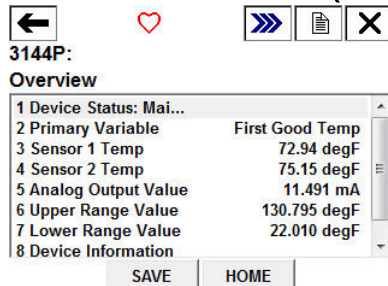 3144P:
Overview
1 Device Status: Mai...
2 Primary Variable First Good Temp
3 Sensor 1 Temp 72.94 degF
4 Sensor 2 Temp 75.15 degF
5 Analog Output Value 11.491 mA
6 Upper Range Value 130.795 degF
7 Lower Range Value 22.010 degF
8 Device Information
SAVE HOME